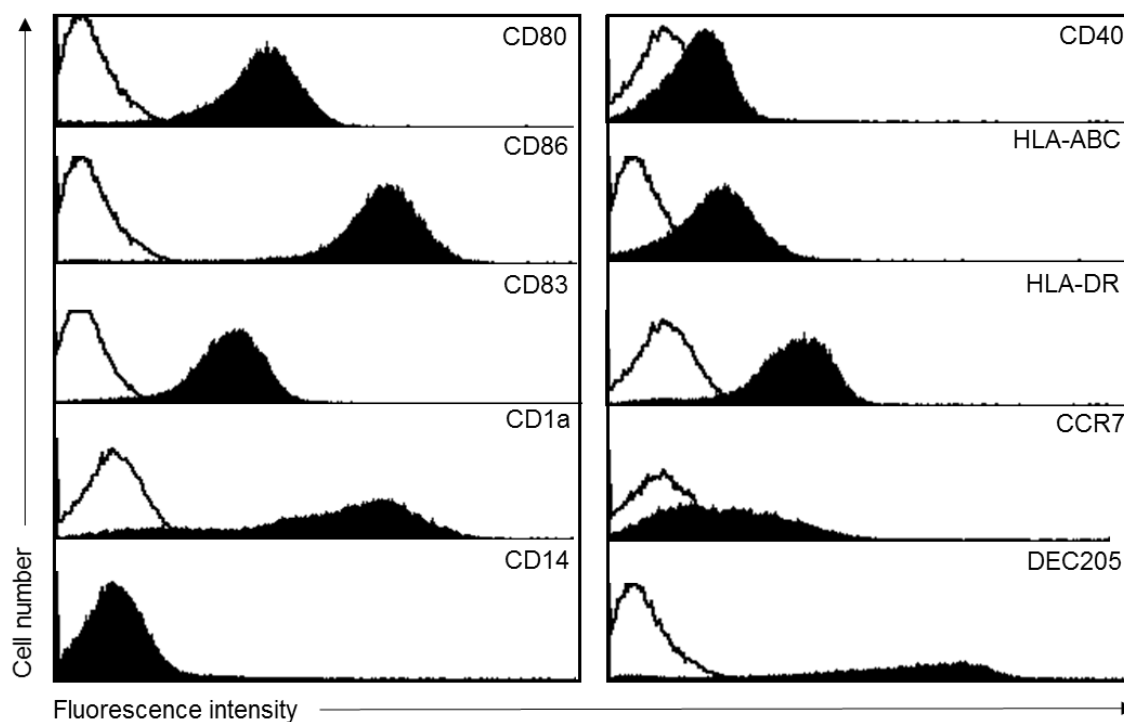 CD80
CD86
CD83
CD1a
CD14
CD40
HLA-ABC
HLA-DR
CCR7
DEC205
Cell number
Fluorescence intensity